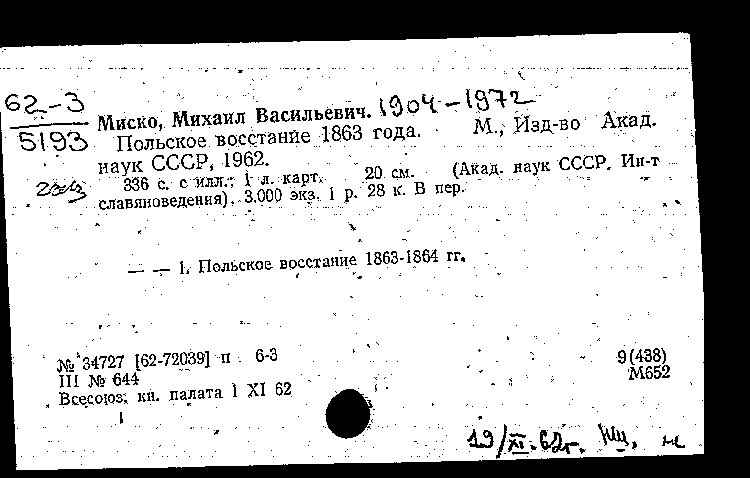 62-3
5193
Миско, Михаил Васильевич. 1904-1972
Польское восстание 1863 года. М., Изд-во Акад.
наук СССР, 1962.
336 с. с илл.; 1 л. карт. 20 см. (Акад. наук СССР. Ин-т
славяноведения). 3.000 экз. 1 р. 28 к. В пер.
— — 1. Польское восстание 1863-1864 гг.
№ 34727 [62-72039] п 6-3
9(438)
III № 644
М652
Всесоюз. кн. палата 1 XI 62
19/XI.62г.